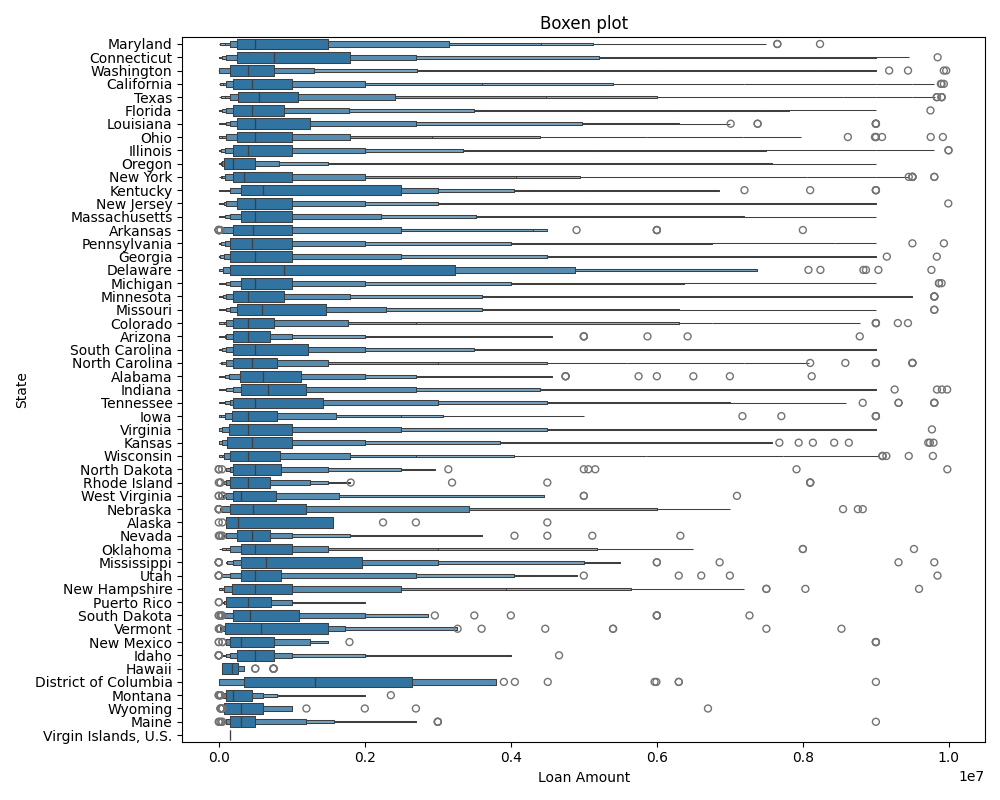 Boxen plot
Maryland
Connecticut
Washington
California
Texas
Florida
Louisiana
Ohio
Illinois
Oregon
New York
Kentucky
New Jersey
Massachusetts
Arkansas
Pennsylvania
Georgia
Delaware
Michigan
Minnesota
Missouri
Colorado
Arizona
South Carolina
North Carolina
Alabama
Indiana
Tennessee
Iowa
Virginia
Kansas
Wisconsin
North Dakota
Rhode Island
West Virginia
Nebraska
Alaska
Nevada
Oklahoma
Mississippi
Utah
New Hampshire
Puerto Rico
South Dakota
Vermont
New Mexico
Idaho
Hawaii
District of Columbia
Montana
Wyoming
Maine
Virgin Islands, U.S.
State
0.0 0.2 0.4 0.6 0.8 1.0
Loan Amount
1e7